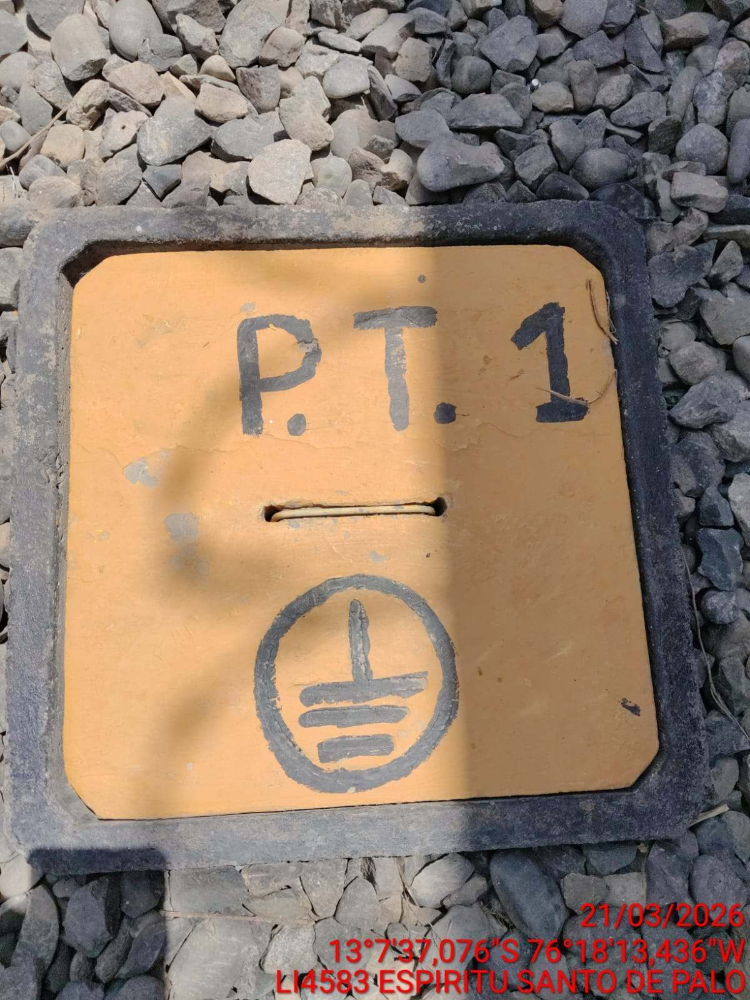 P.T.1
21/03/2026
13°7'37,076"S 76°18'13,436"W
LI4583 ESPIRITU SANTO DE PALO